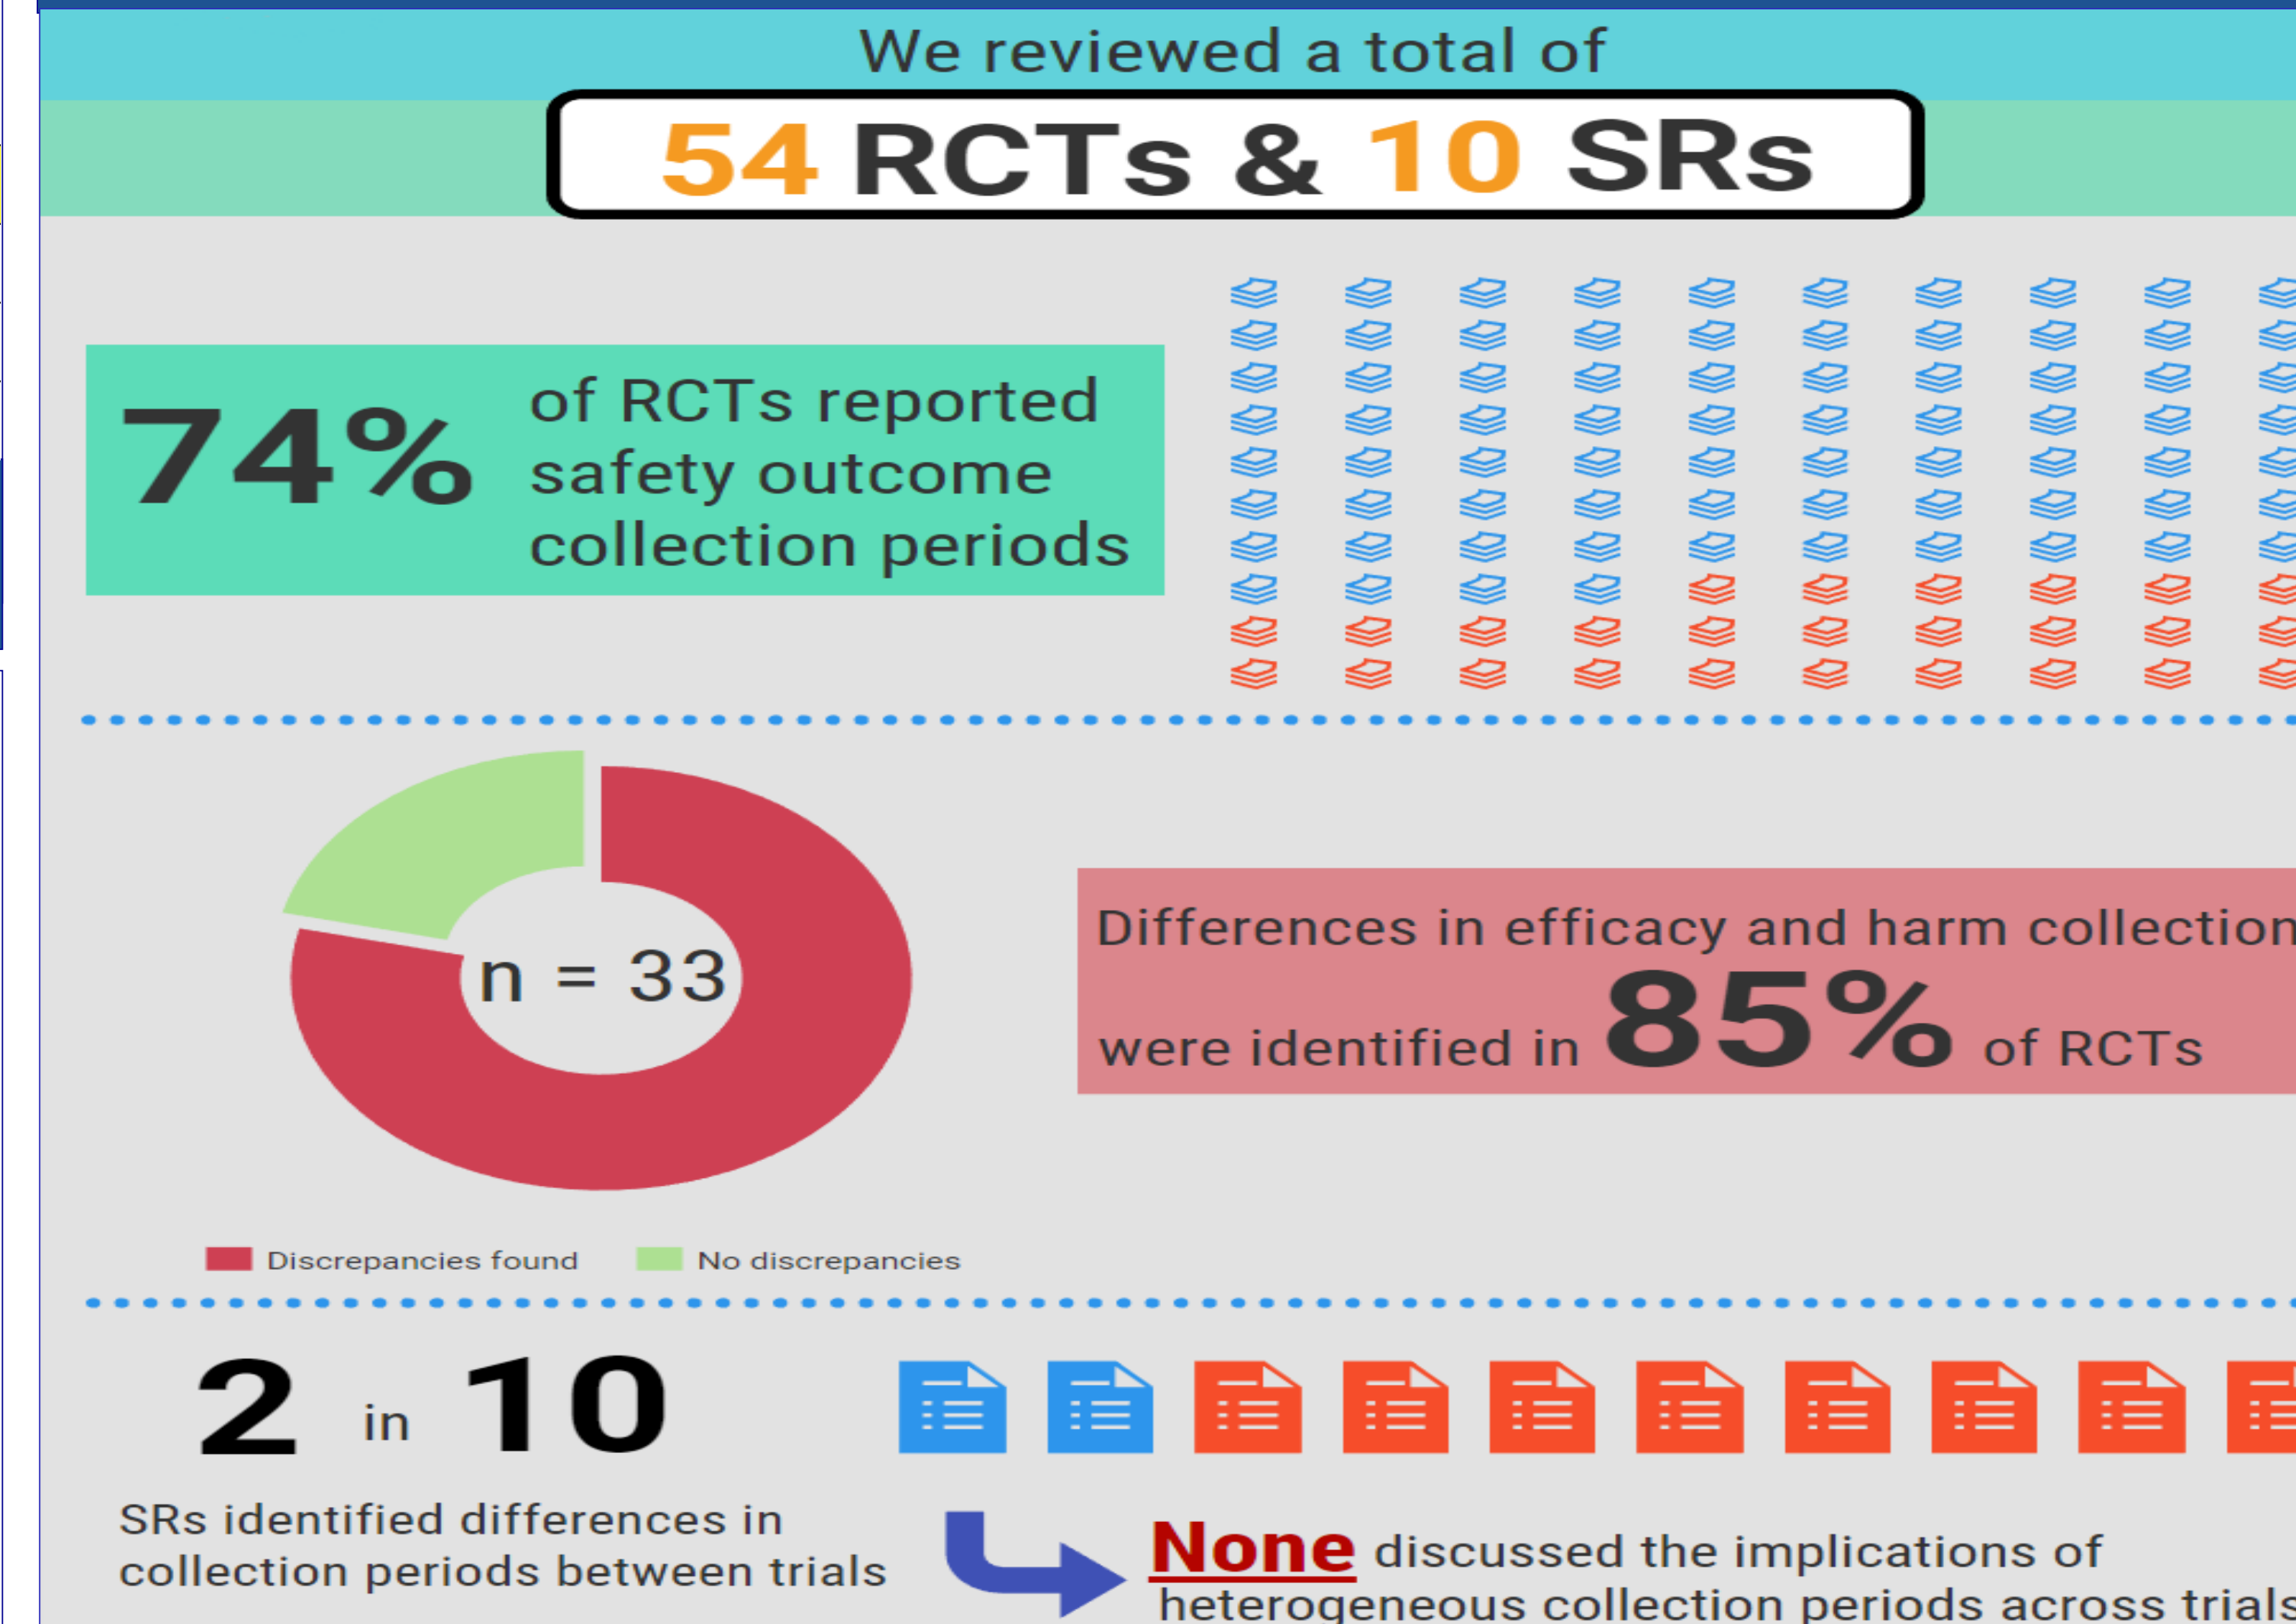 We reviewed a total of
54 RCTs & 10 SRs
74%
of RCTs reported
safety outcome
collection periods
n = 33
Differences in efficacy and harm collection
were identified in 85% of RCTs
Discrepancies found
No discrepancies
2 in 10
SRs identified differences in
collection periods between trials
None discussed the implications of
heterogeneous collection periods across trials